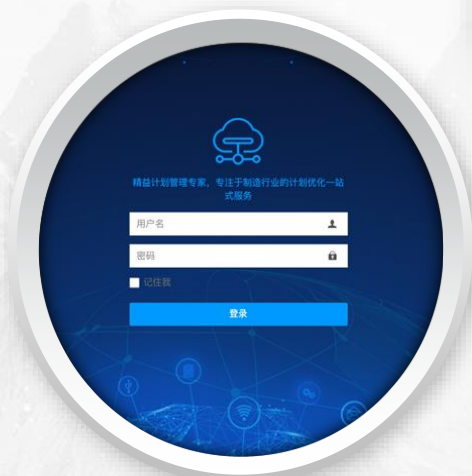 精益计划管理专家，专注于制造行业的计划优化一站
式服务
用户名
密码
记住我
登录